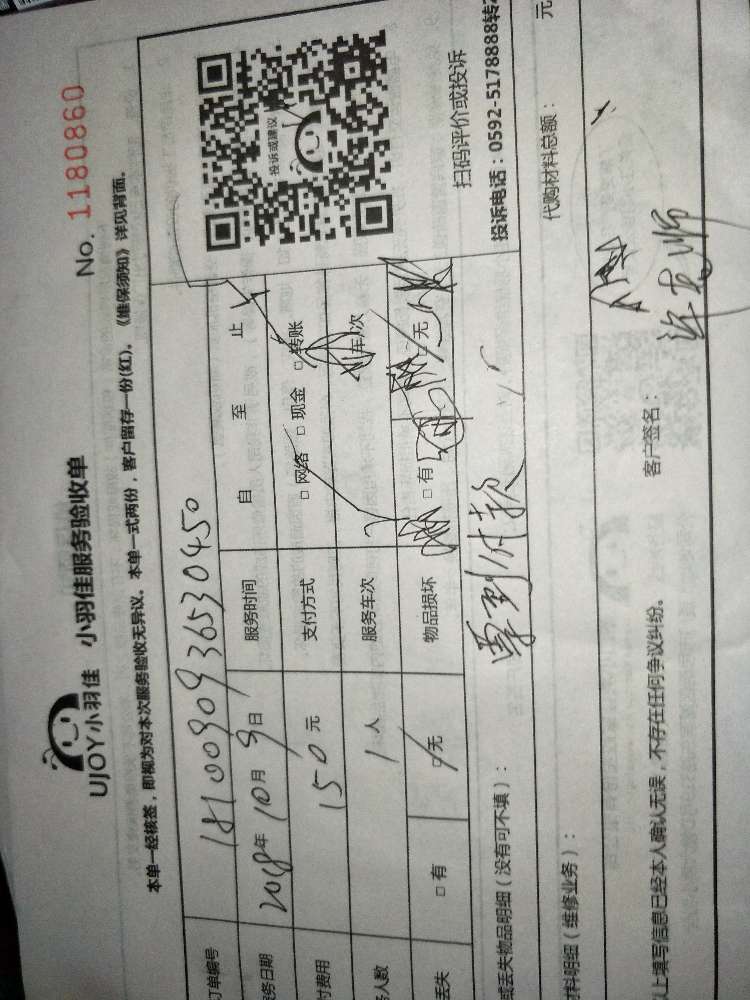 UJOY小羽佳 小羽佳服务验收单
No. 1180860
本单一经核签，即视为对本次服务验收无异议。本单一式两份，客户留存一份(红)。《维保须知》详见背面。
订单编号 1810090936530450
务日期 2018年10月9日 服务时间 自 至 止
付费用 150元 支付方式 □网络 □现金 □转账
务人数 1人 服务车次 车/次
丢失 □有 □无 物品损坏 □有 □无
投诉或建议
扫码评价或投诉
投诉电话：0592-5178888转2
或丢失物品明细（没有可不填）： 票到付款
料明细（维修业务）： 代购材料总额： 元
上填写信息已经本人确认无误，不存在任何争议纠纷。 客户签名：